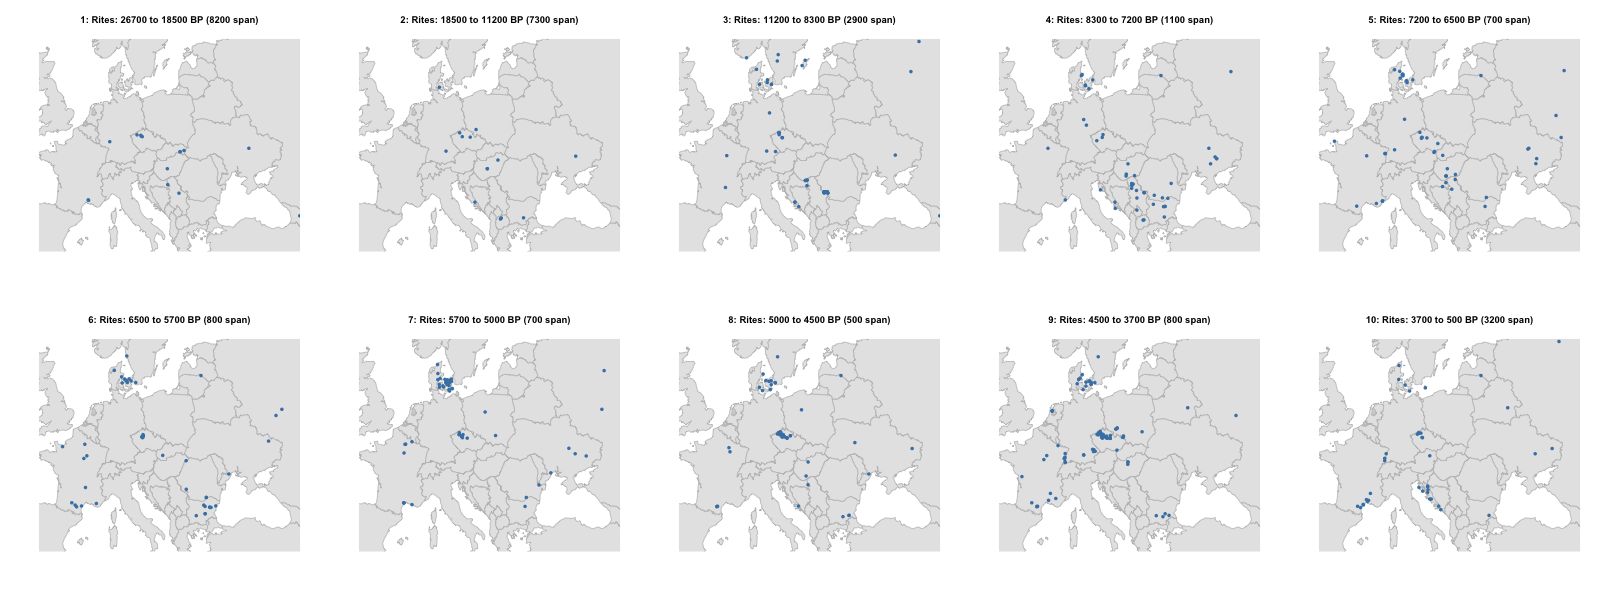 1: Rites: 26700 to 18500 BP (8200 span)
2: Rites: 18500 to 11200 BP (7300 span)
3: Rites: 11200 to 8300 BP (2900 span)
4: Rites: 8300 to 7200 BP (1100 span)
5: Rites: 7200 to 6500 BP (700 span)
6: Rites: 6500 to 5700 BP (800 span)
7: Rites: 5700 to 5000 BP (700 span)
8: Rites: 5000 to 4500 BP (500 span)
9: Rites: 4500 to 3700 BP (800 span)
10: Rites: 3700 to 500 BP (3200 span)